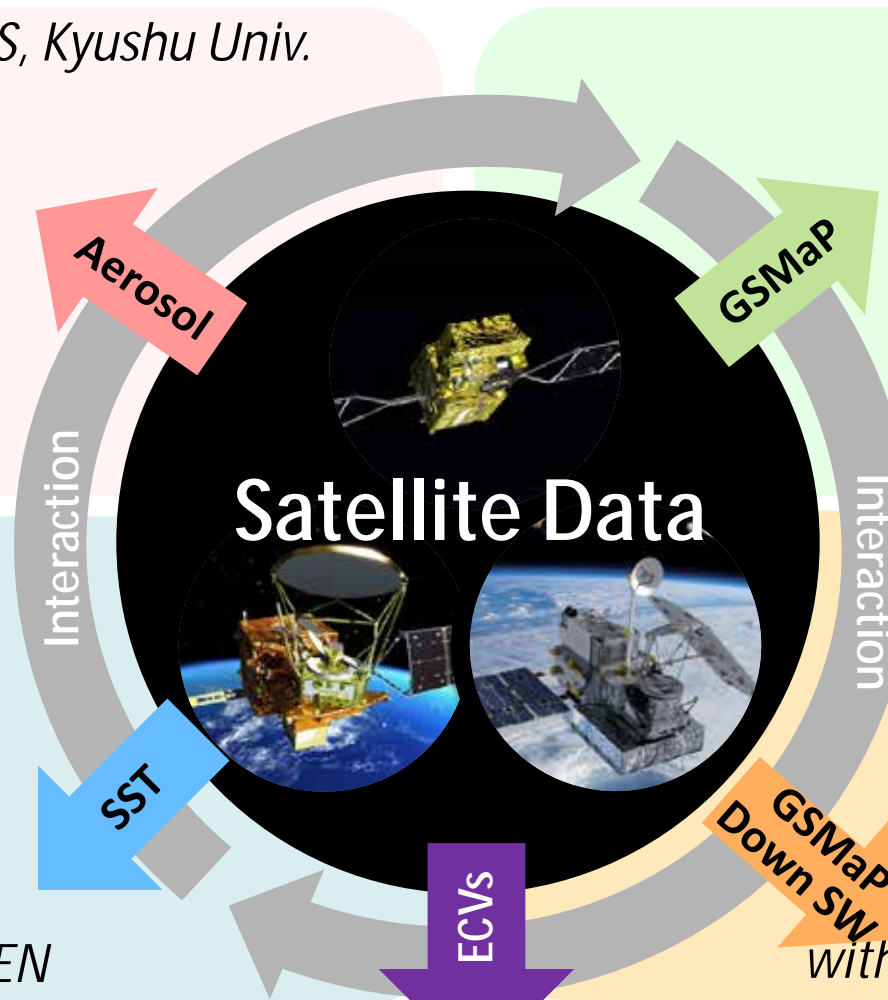 S, Kyushu Univ.
Aerosol
GSMaP
Interaction
Satellite Data
Interaction
SST
GSMaP
Down SW
ECVs
EN
with